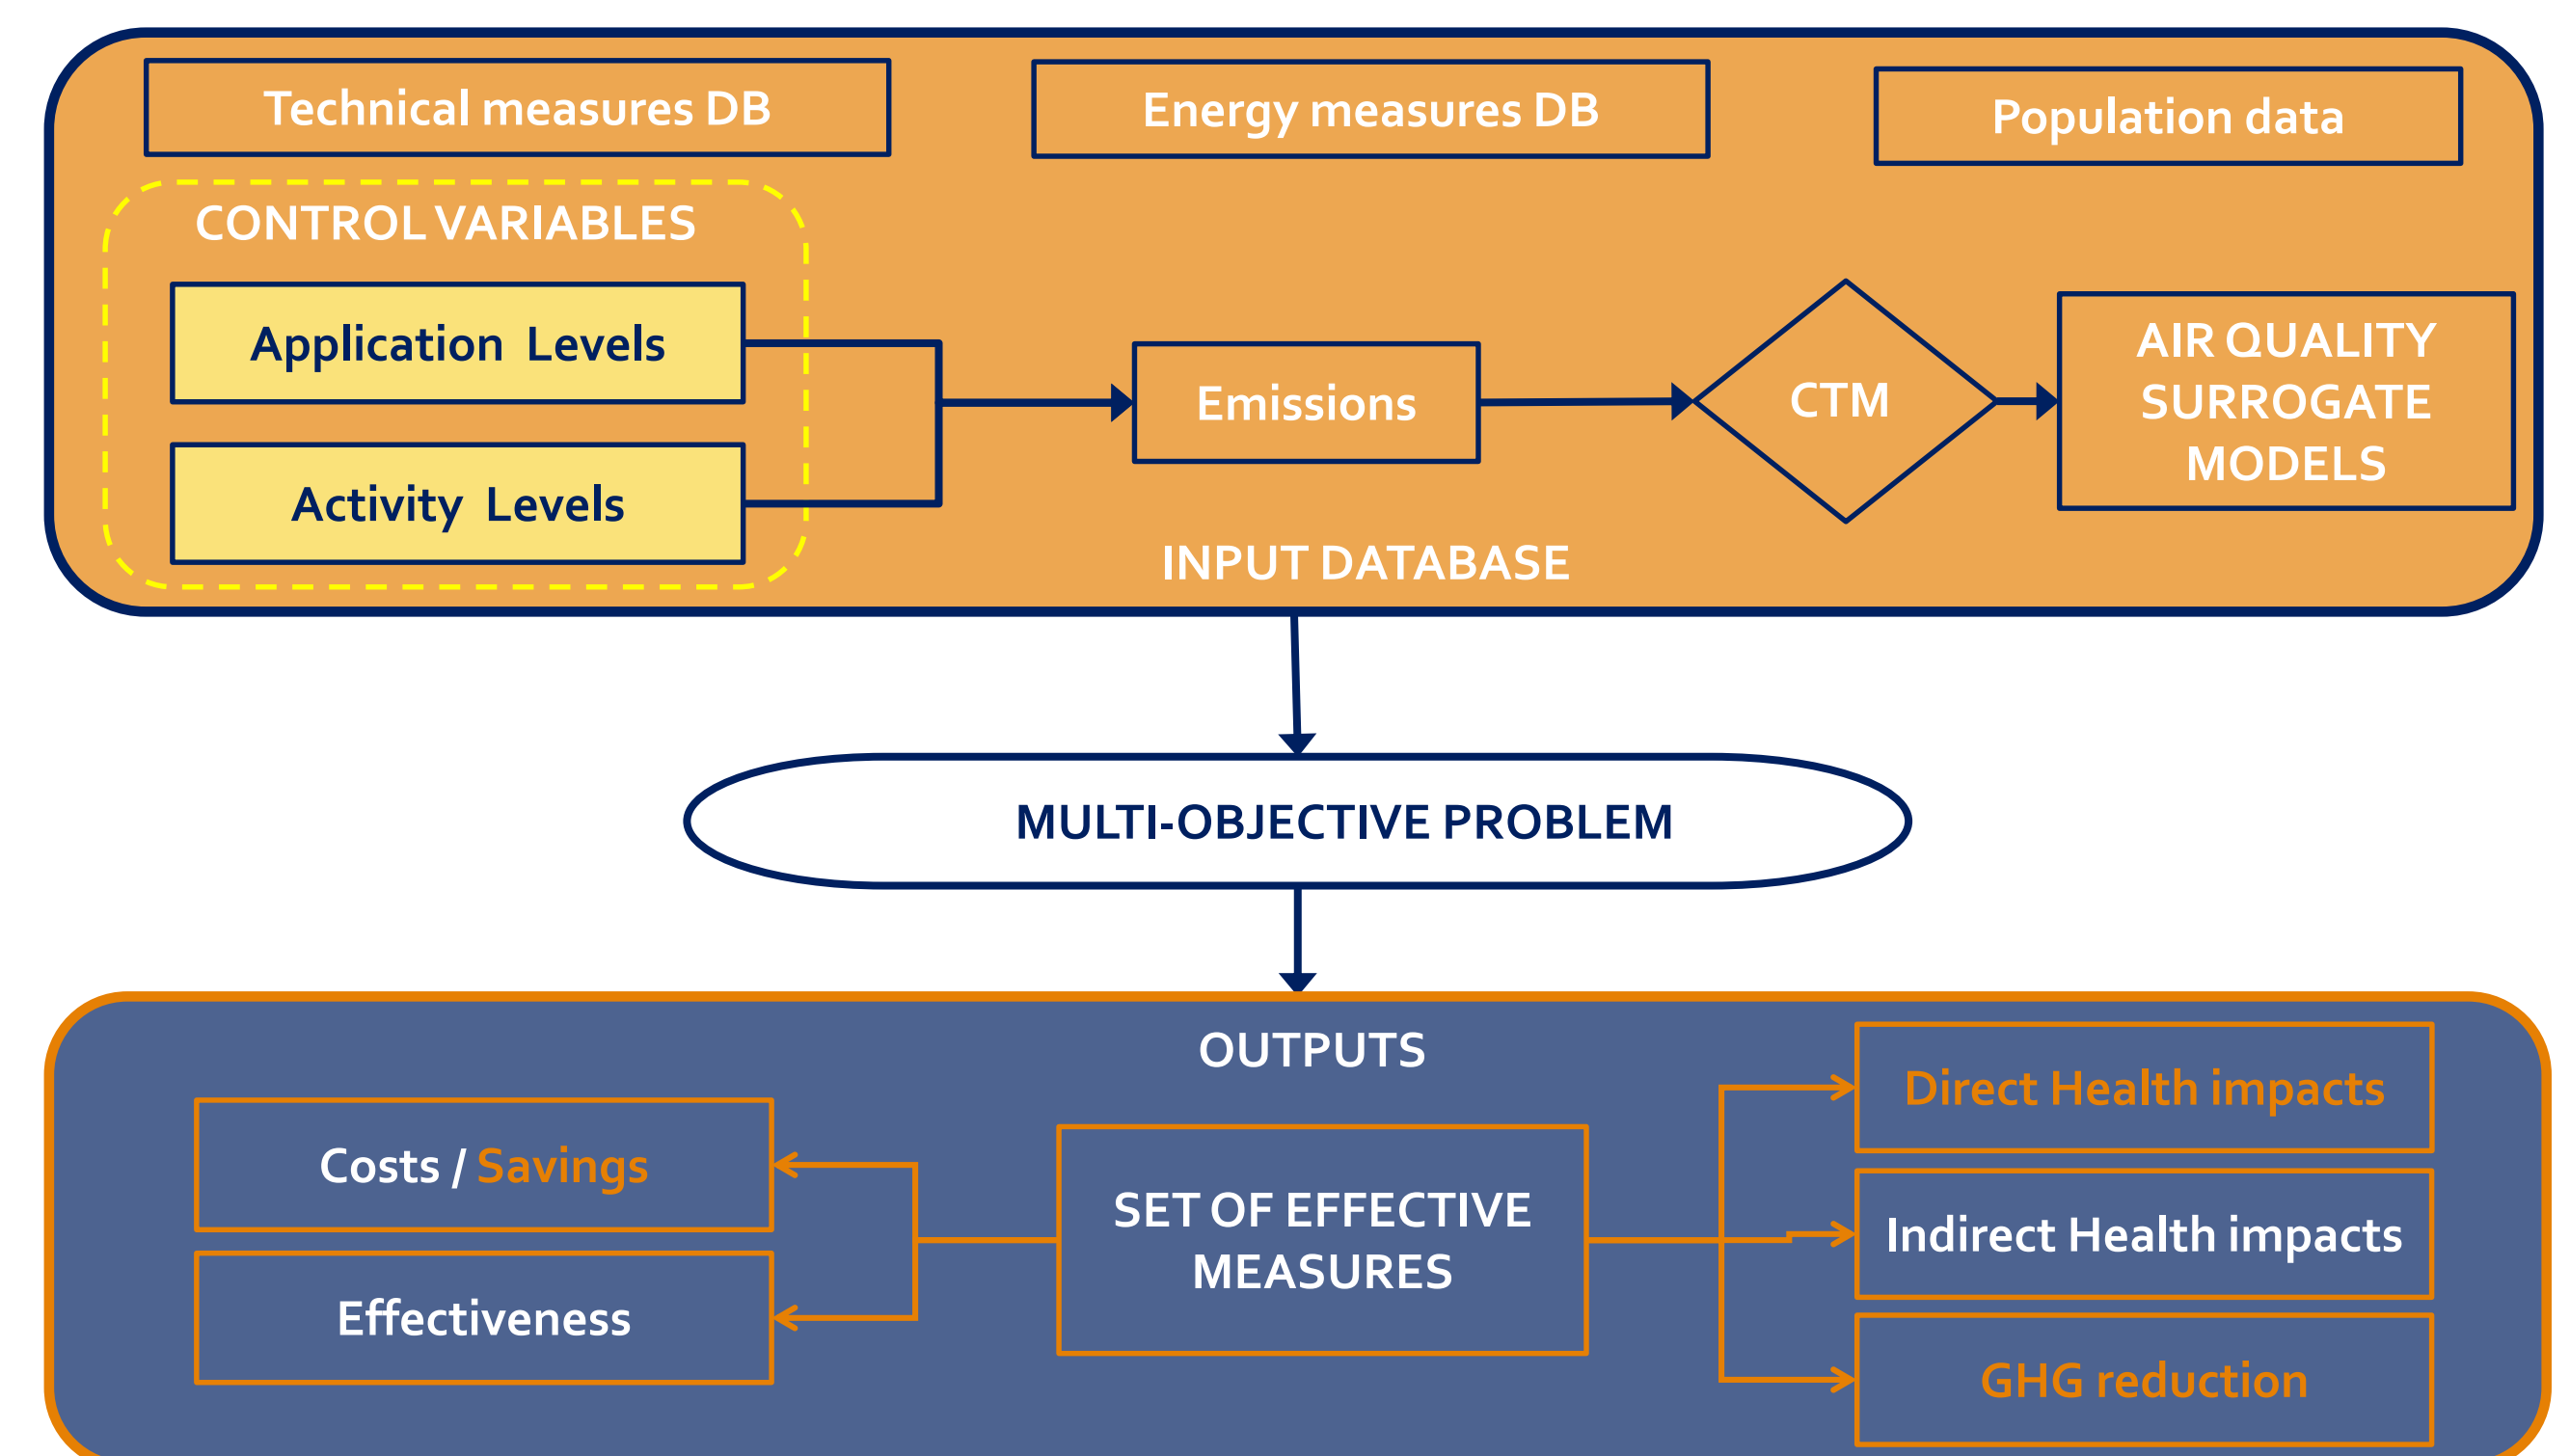 Technical measures DB
Energy measures DB
Population data
CONTROL VARIABLES
Application Levels
Activity Levels
Emissions
CTM
AIR QUALITY
SURROGATE
MODELS
INPUT DATABASE
MULTI-OBJECTIVE PROBLEM
OUTPUTS
Costs / Savings
Effectiveness
SET OF EFFECTIVE
MEASURES
Direct Health impacts
Indirect Health impacts
GHG reduction